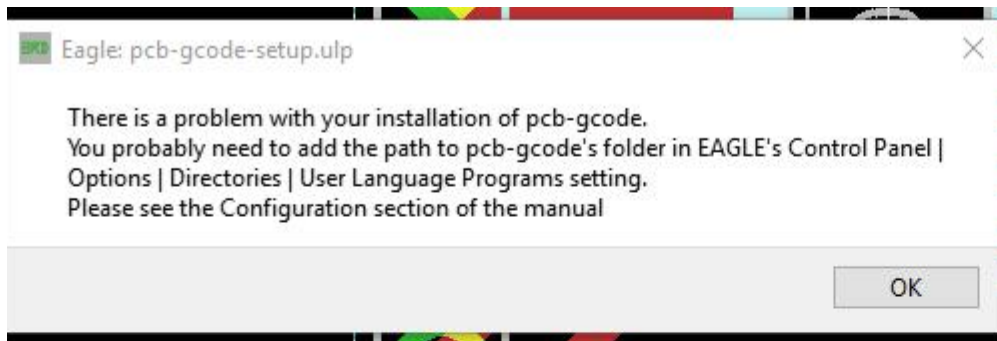 BRD
Eagle: pcb-gcode-setup.ulp
There is a problem with your installation of pcb-gcode.
You probably need to add the path to pcb-gcode's folder in EAGLE's Control Panel |
Options | Directories | User Language Programs setting.
Please see the Configuration section of the manual
OK